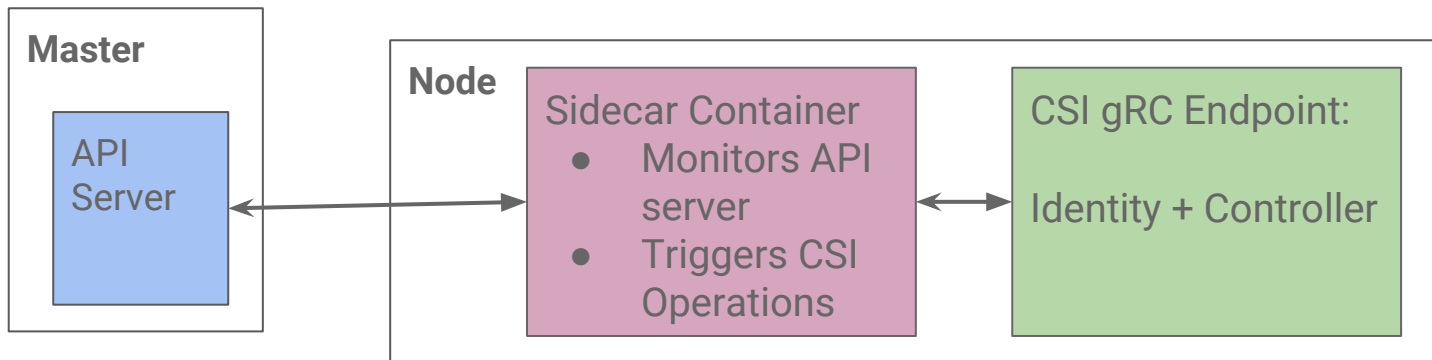 Master
API
Server
Node
Sidecar Container
● Monitors API
server
● Triggers CSI
Operations
CSI gRC Endpoint:
Identity + Controller